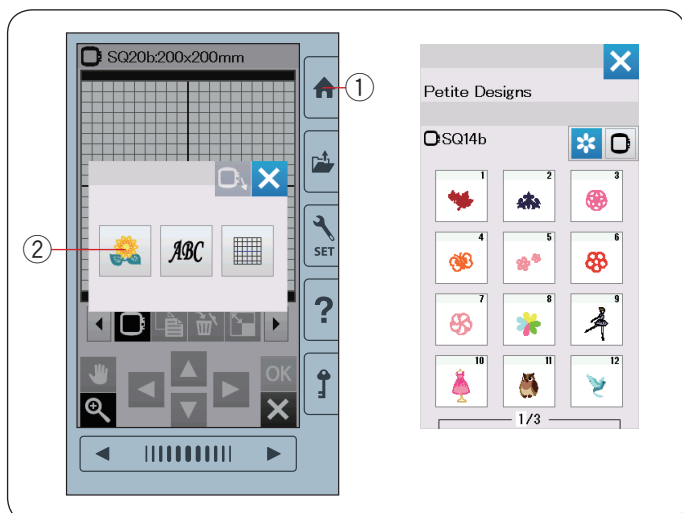 SQ20b:200x200mm
1
2
ABC
SET
?
OK
Petite Designs
SQ14b
1 2 3
4 5 6
7 8 9
10 11 12
1/3